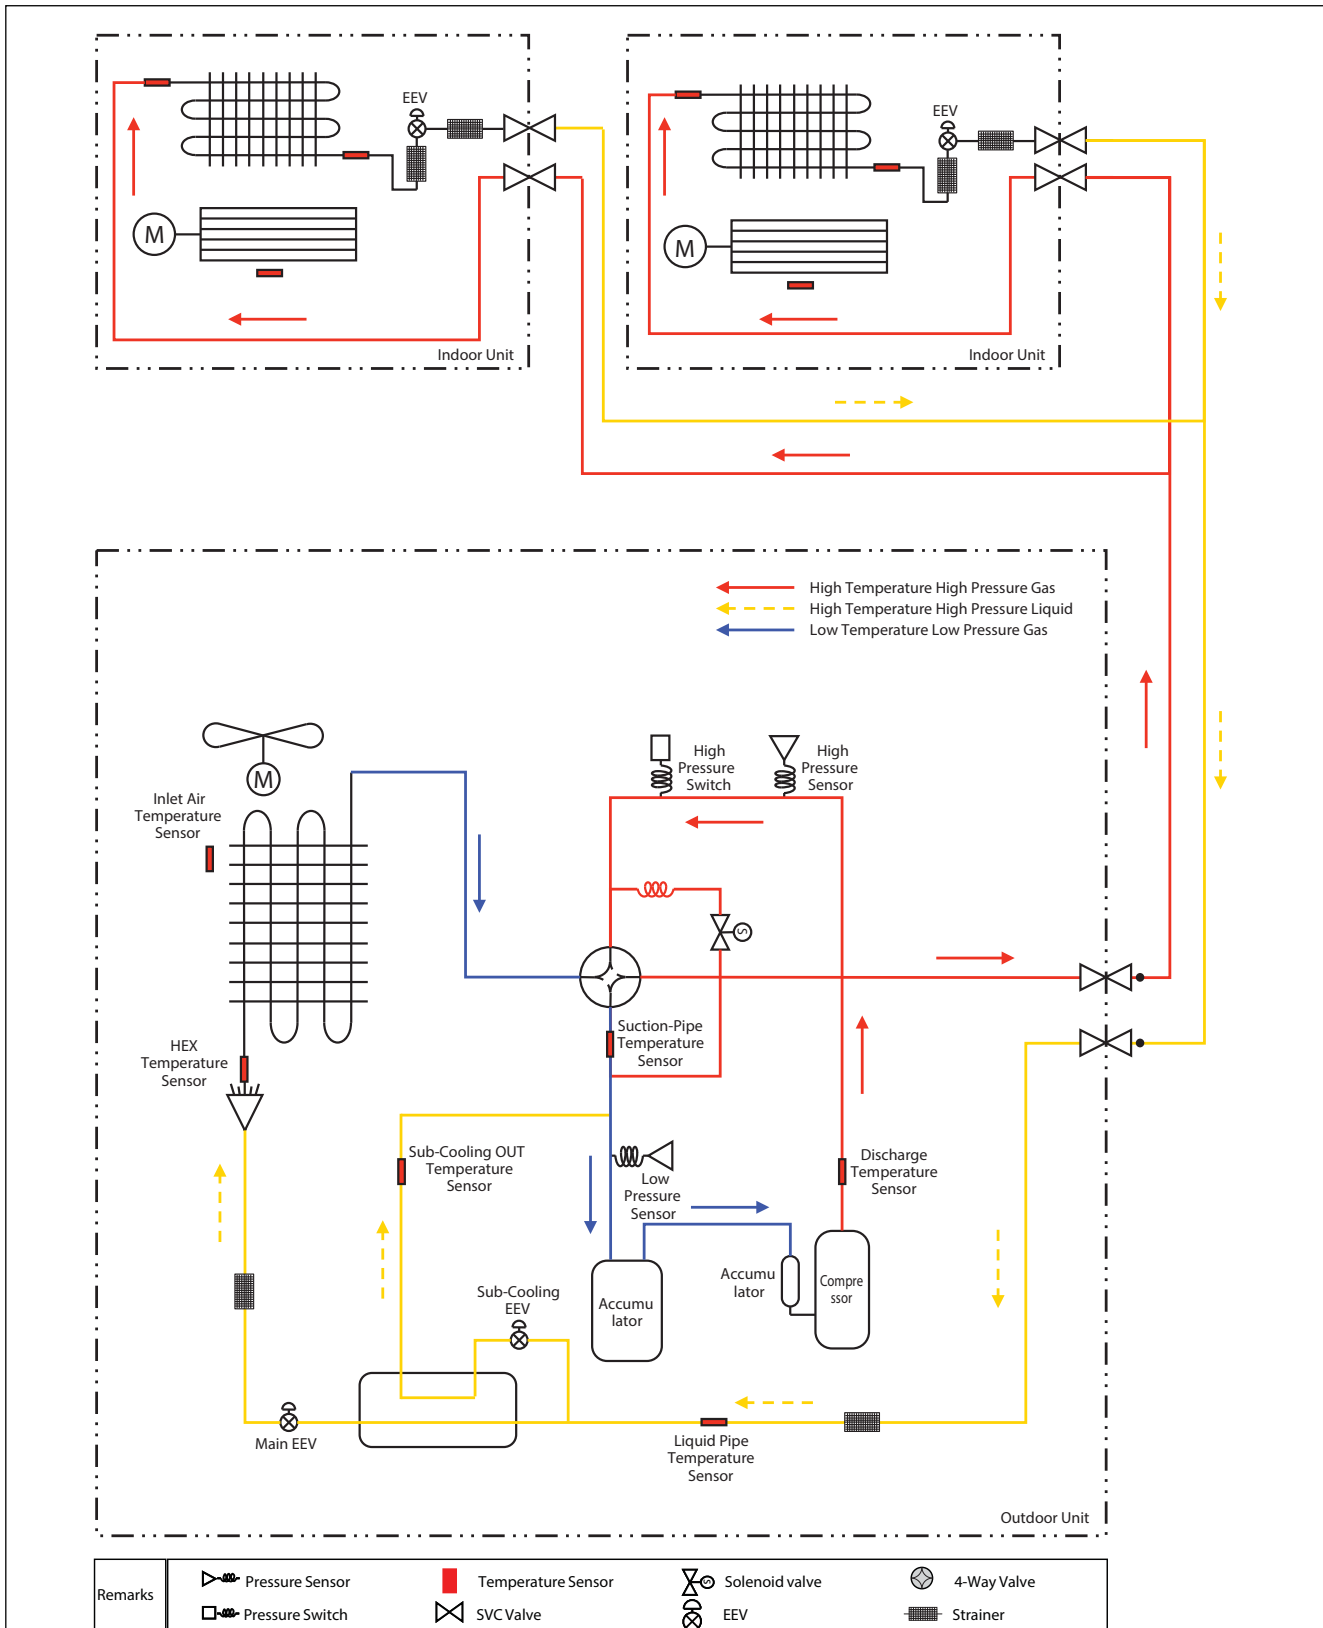 EEV
M
Indoor Unit
EEV
M
Indoor Unit
High Temperature High Pressure Gas
High Temperature High Pressure Liquid
Low Temperature Low Pressure Gas
M
Inlet Air
Temperature
Sensor
High
Pressure
Switch
High
Pressure
Sensor
S
HEX
Temperature
Sensor
Suction-Pipe
Temperature
Sensor
Sub-Cooling OUT
Temperature
Sensor
Low
Pressure
Sensor
Discharge
Temperature
Sensor
Sub-Cooling
EEV
Accumu
lator
Accumu
lator
Compre
ssor
Main EEV
Liquid Pipe
Temperature
Sensor
Outdoor Unit
Remarks
Pressure Sensor
Temperature Sensor
S
Solenoid valve
4-Way Valve
Pressure Switch
SVC Valve
EEV
Strainer